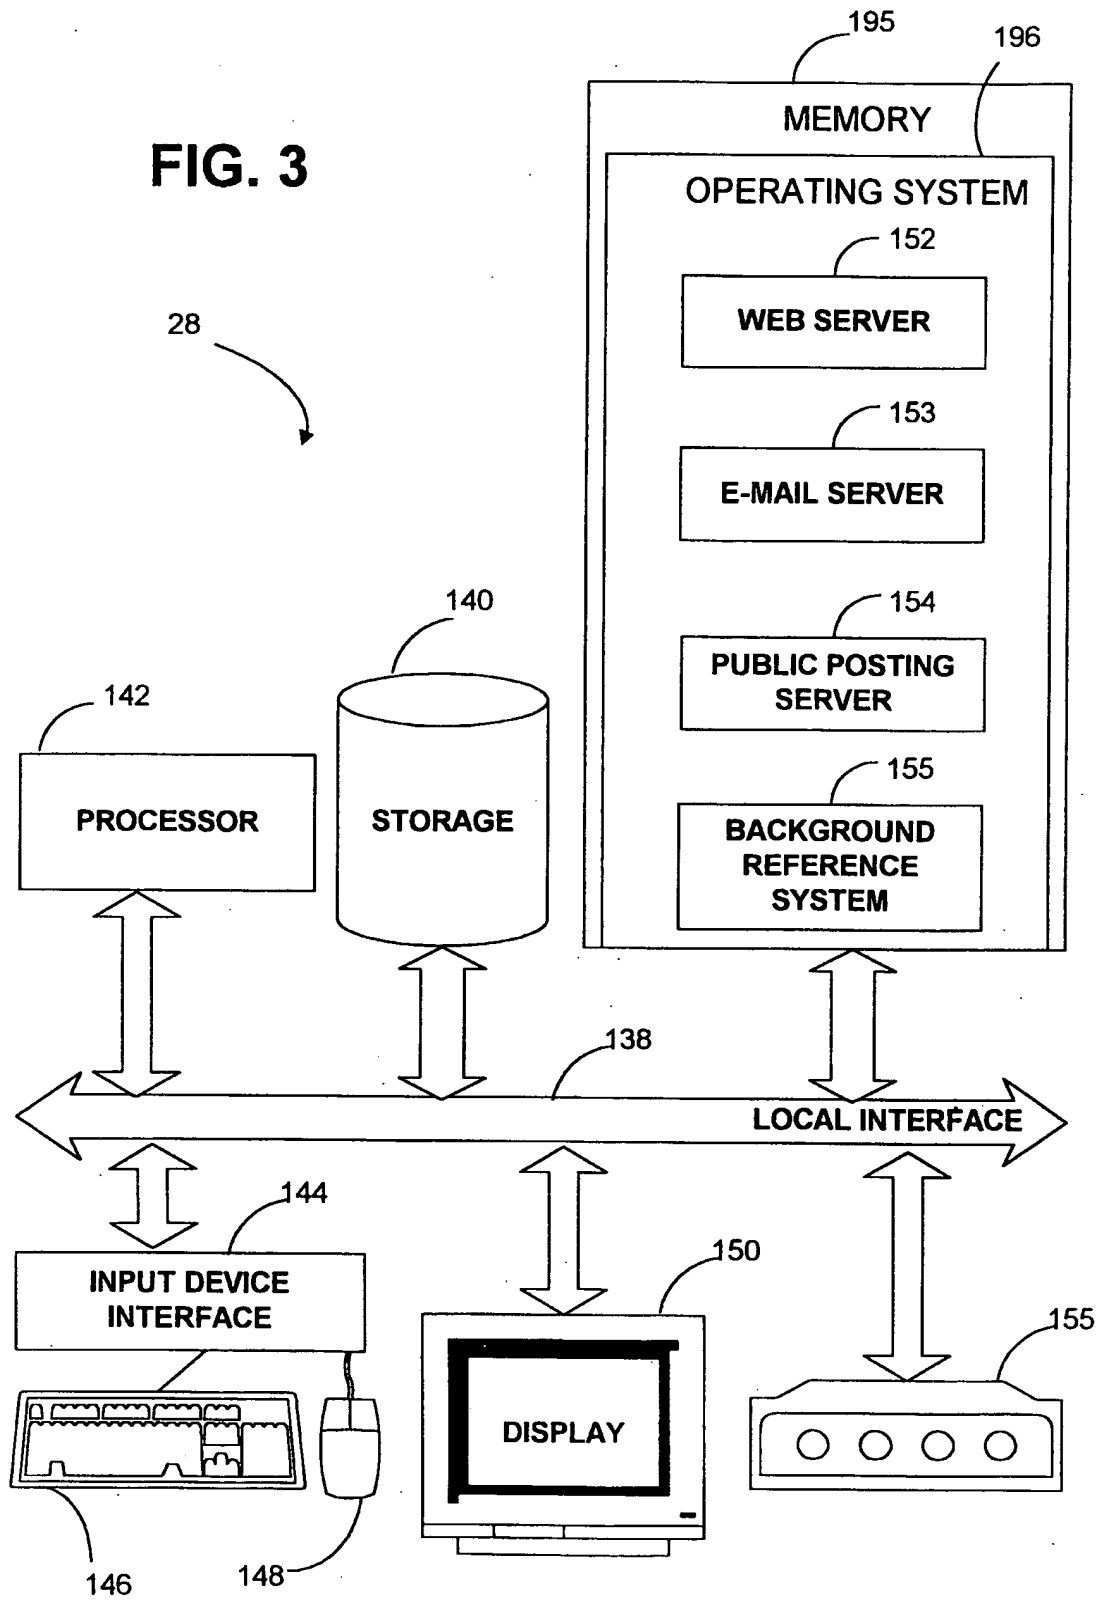 195
196
MEMORY
FIG. 3
OPERATING SYSTEM
152
WEB SERVER
28
153
E-MAIL SERVER
140
154
PUBLIC POSTING
SERVER
142
155
PROCESSOR
STORAGE
BACKGROUND
REFERENCE
SYSTEM
138
LOCAL INTERFACE
144
INPUT DEVICE
INTERFACE
150
155
DISPLAY
146
148